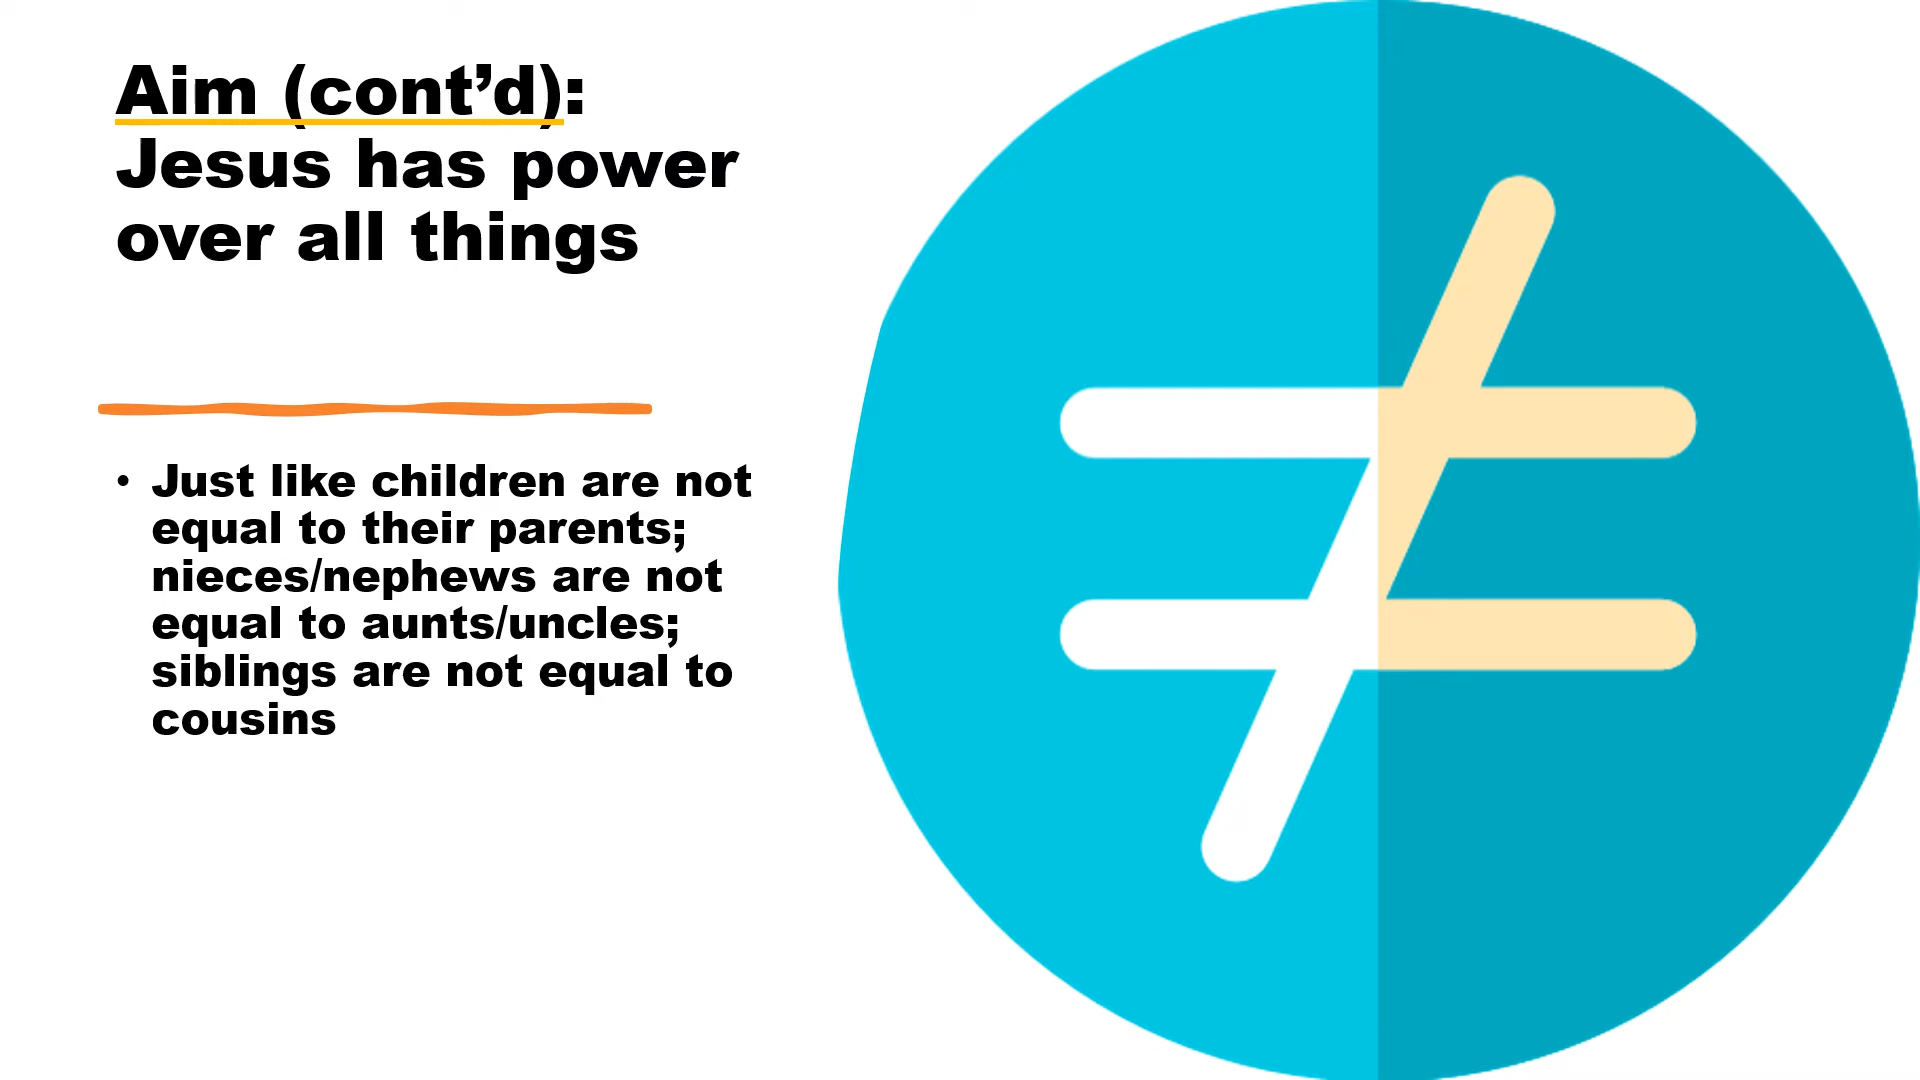 Aim (cont’d):
Jesus has power
over all things
• Just like children are not
equal to their parents;
nieces/nephews are not
equal to aunts/uncles;
siblings are not equal to
cousins